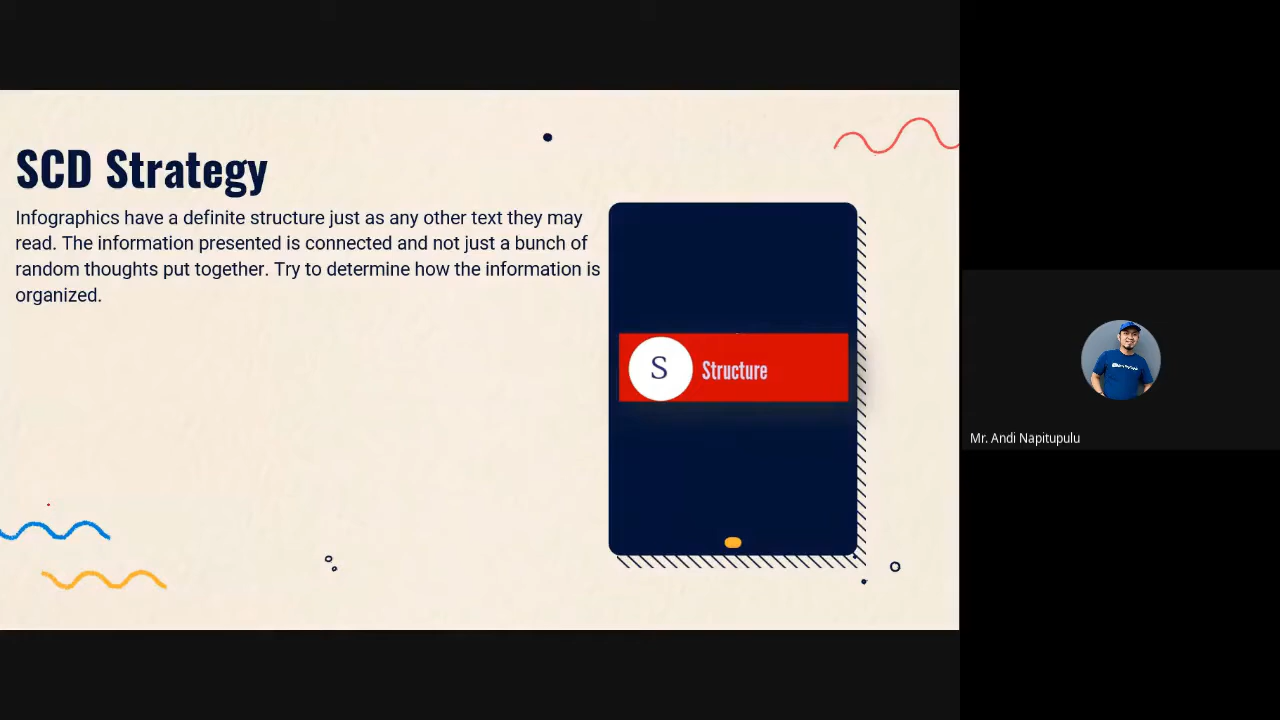 SCD Strategy
Infographics have a definite structure just as any other text they may
read. The information presented is connected and not just a bunch of
random thoughts put together. Try to determine how the information is
organized.
S
Structure
Mr. Andi Napitupulu